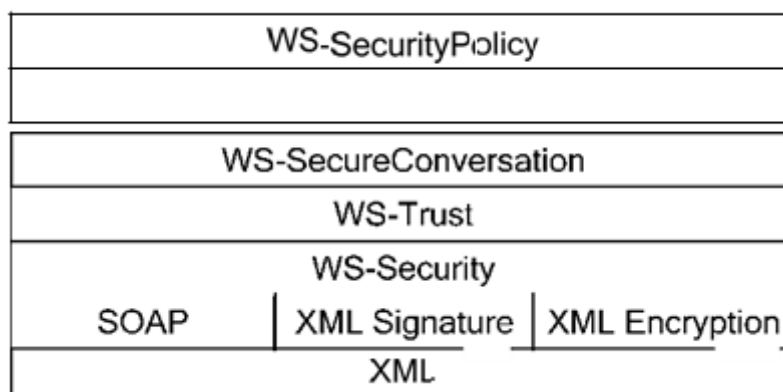 WS-SecurityPolicy
WS-SecureConversation
WS-Trust
WS-Security
SOAP XML Signature XML Encryption
XML